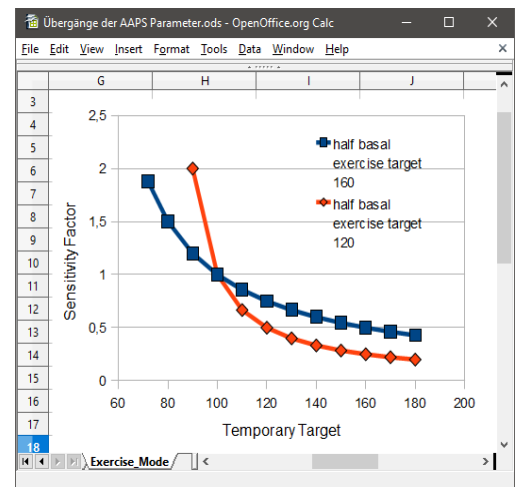 Übergänge der AAPS Parameter.ods - OpenOffice.org Calc
File Edit View Insert Format Tools Data Window Help
G H I J
3
4
5
6
7
8
9
10
11
12
13
14
15
16
17
18
2,5
2
1,5
1
0,5
0
Sensitivity Factor
half basal
exercise target
160
half basal
exercise target
120
60 80 100 120 140 160 180 200
Temporary Target
Exercise_Mode